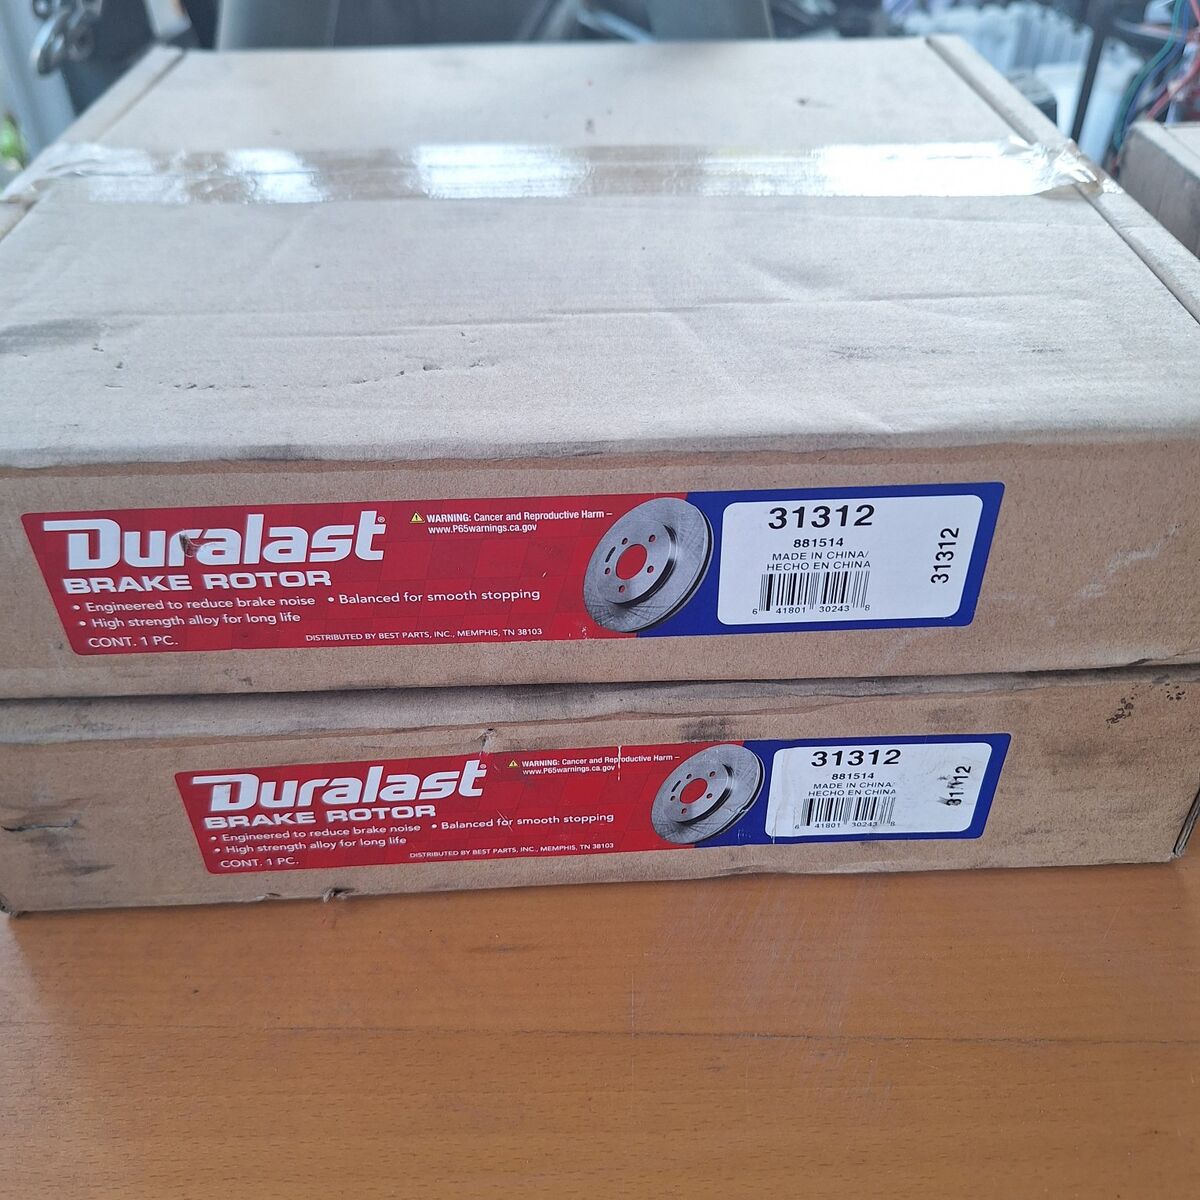 Duralast®
BRAKE ROTOR
• Engineered to reduce brake noise • Balanced for smooth stopping
• High strength alloy for long life
CONT. 1 PC.
DISTRIBUTED BY BEST PARTS, INC., MEMPHIS, TN 38103
WARNING: Cancer and Reproductive Harm –
www.P65warnings.ca.gov
31312
881514
MADE IN CHINA/
HECHO EN CHINA
6 41801 30243 8
31312
Duralast
BRAKE ROTOR
• Engineered to reduce brake noise • Balanced for smooth stopping
• High strength alloy for long life
CONT. 1 PC.
DISTRIBUTED BY BEST PARTS, INC., MEMPHIS, TN 38103
WARNING: Cancer and Reproductive Harm –
www.P65warnings.ca.gov
31312
881514
MADE IN CHINA/
HECHO EN CHINA
6 41801 30243 8